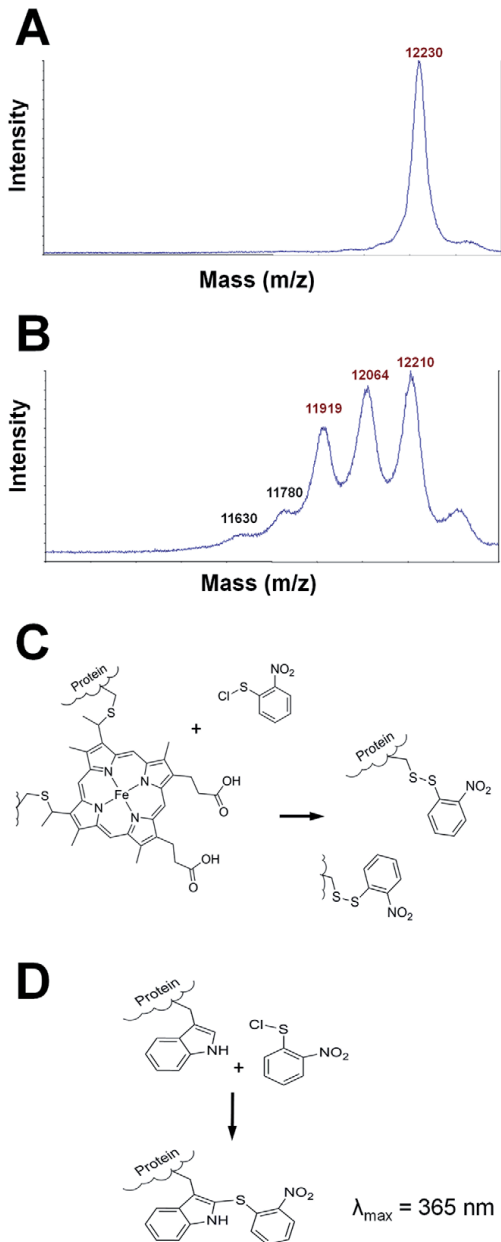 A
12230
Intensity
Mass (m/z)
B
12210
12064
11919
11780
11630
Intensity
Mass (m/z)
C
Protein
S
NO2
Cl
S
+
N
N
Fe
N
N
S
OH
O
OH
O
Protein
S
S
NO2
S
S
NO2
D
Protein
NH
+
Cl
S
NO2
Protein
S
NO2
NH
λmax = 365 nm